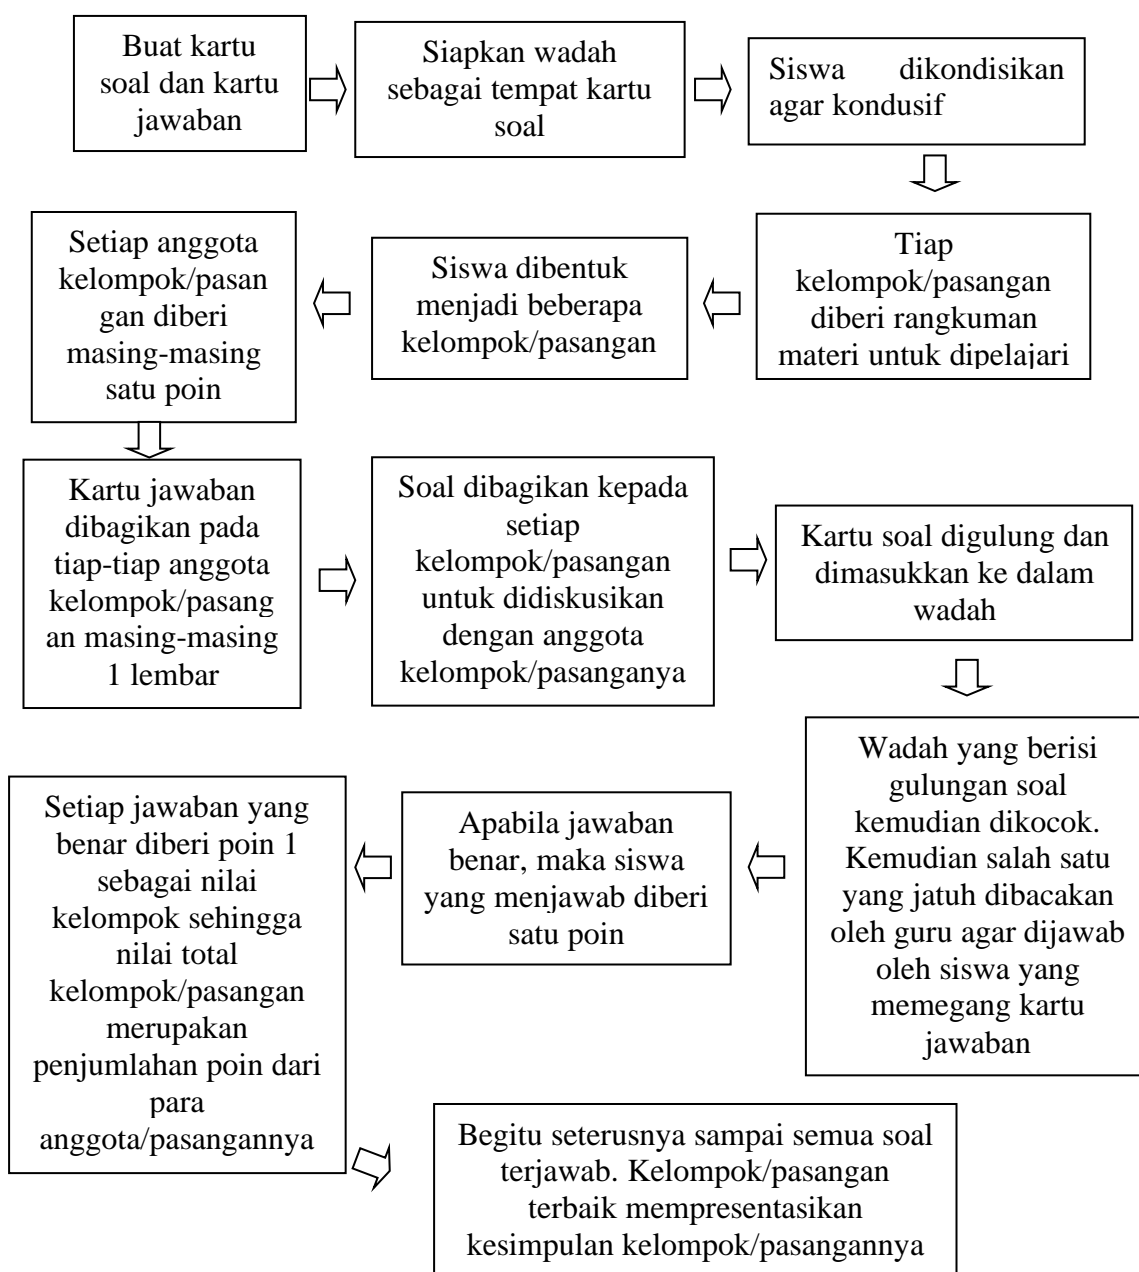 Buat kartu
soal dan kartu
jawaban
Siapkan wadah
sebagai tempat kartu
soal
Siswa dikondisikan
agar kondusif
Tiap
kelompok/pasangan
diberi rangkuman
materi untuk dipelajari
Siswa dibentuk
menjadi beberapa
kelompok/pasangan
Setiap anggota
kelompok/pasan
gan diberi
masing-masing
satu poin
Kartu jawaban
dibagikan pada
tiap-tiap anggota
kelompok/pasang
an masing-masing
1 lembar
Soal dibagikan kepada
setiap
kelompok/pasangan
untuk didiskusikan
dengan anggota
kelompok/pasanganya
Kartu soal digulung dan
dimasukkan ke dalam
wadah
Wadah yang berisi
gulungan soal
kemudian dikocok.
Kemudian salah satu
yang jatuh dibacakan
oleh guru agar dijawab
oleh siswa yang
memegang kartu
jawaban
Apabila jawaban
benar, maka siswa
yang menjawab diberi
satu poin
Setiap jawaban yang
benar diberi poin 1
sebagai nilai
kelompok sehingga
nilai total
kelompok/pasangan
merupakan
penjumlahan poin dari
para
anggota/pasangannya
Begitu seterusnya sampai semua soal
terjawab. Kelompok/pasangan
terbaik mempresentasikan
kesimpulan kelompok/pasangannya